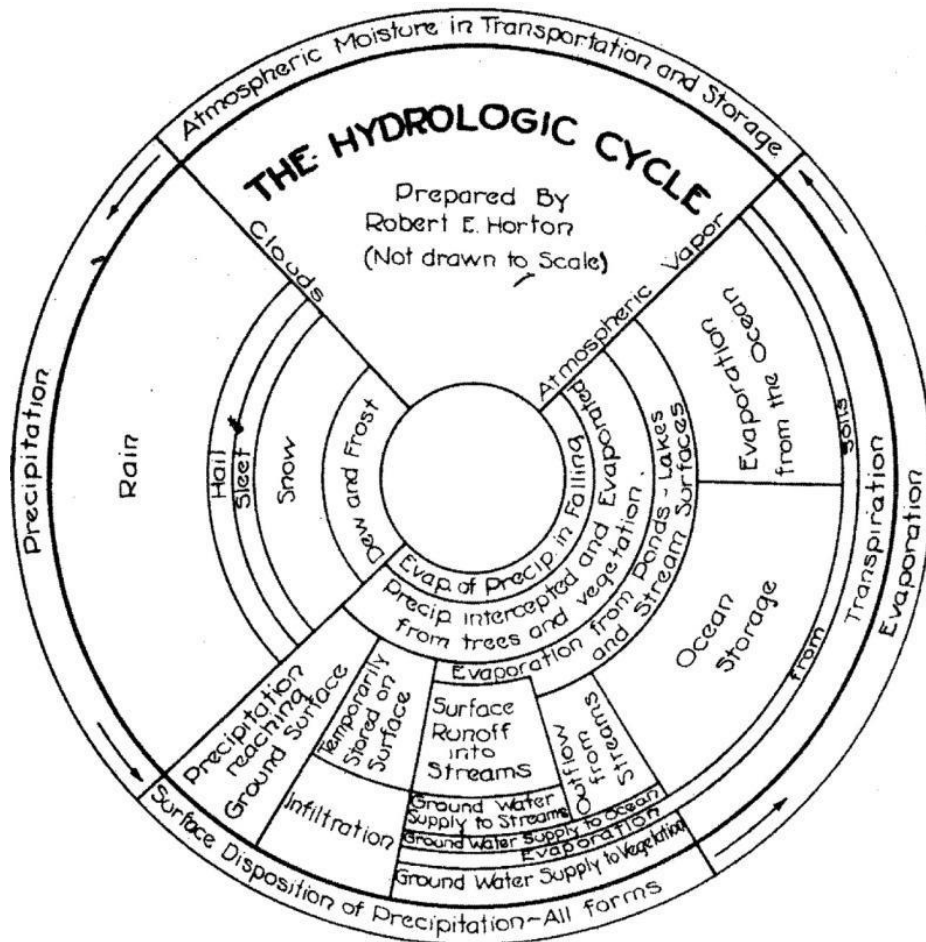 Atmospheric Moisture in Transportation and Storage
THE HYDROLOGIC CYCLE
Prepared By
Robert E. Horton
(Not drawn to Scale)
Clouds
Atmospheric Vapor
Precipitation
Rain
Hail
Sleet
Snow
Dew and Frost
Evap. of Precip. in Falling
Precip. intercepted and Evaporated
from trees and vegetation.
Evaporation from Ponds-Lakes
and Stream Surfaces
Evaporation
from the Ocean
Ocean
Storage
Evaporation
from
soils
Transpiration
Evaporation
Precipitation
reaching
Ground Surface
Temporarily
Stored on
Surface
Infiltration
Surface
Runoff
into
Streams
Outflow
from
Streams
Ground Water
Supply to Streams
Ground Water Supply to Ocean
Ground Water Supply to Vegetation
Surface Disposition of Precipitation-All forms